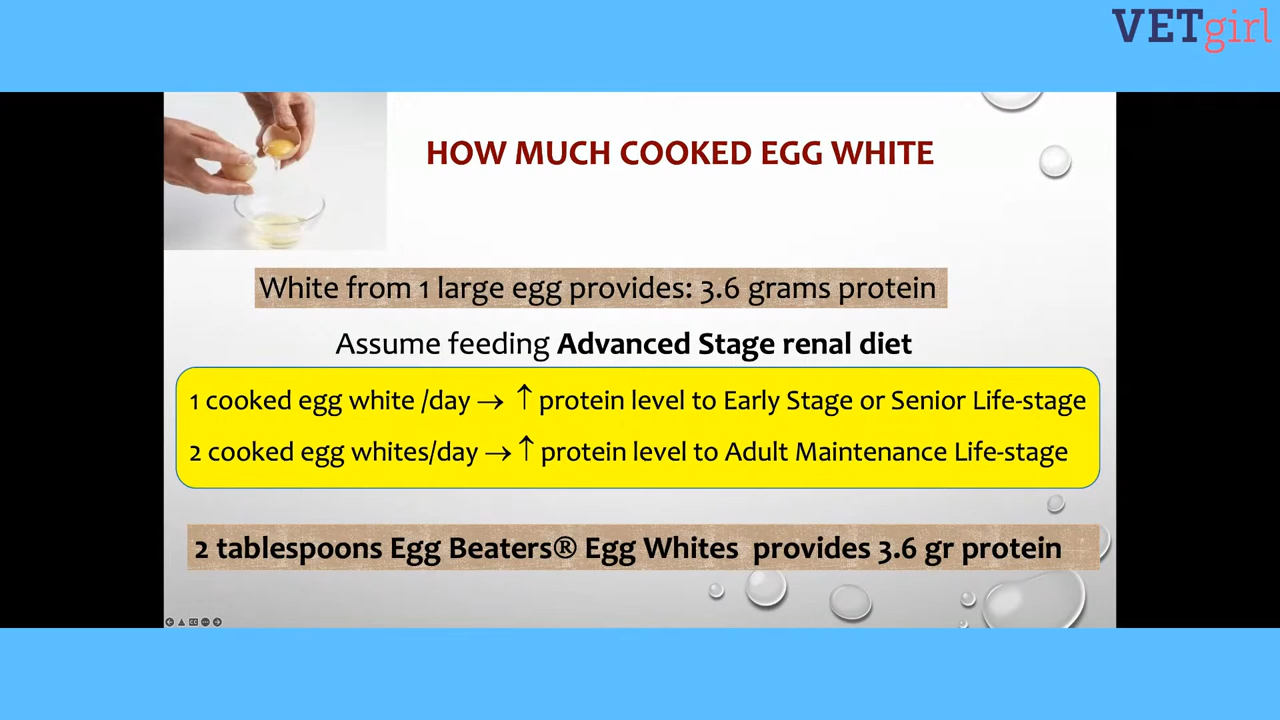 VETgirl
HOW MUCH COOKED EGG WHITE
White from 1 large egg provides: 3.6 grams protein
Assume feeding Advanced Stage renal diet
1 cooked egg white /day → ↑ protein level to Early Stage or Senior Life-stage
2 cooked egg whites/day → ↑ protein level to Adult Maintenance Life-stage
2 tablespoons Egg Beaters® Egg Whites provides 3.6 gr protein